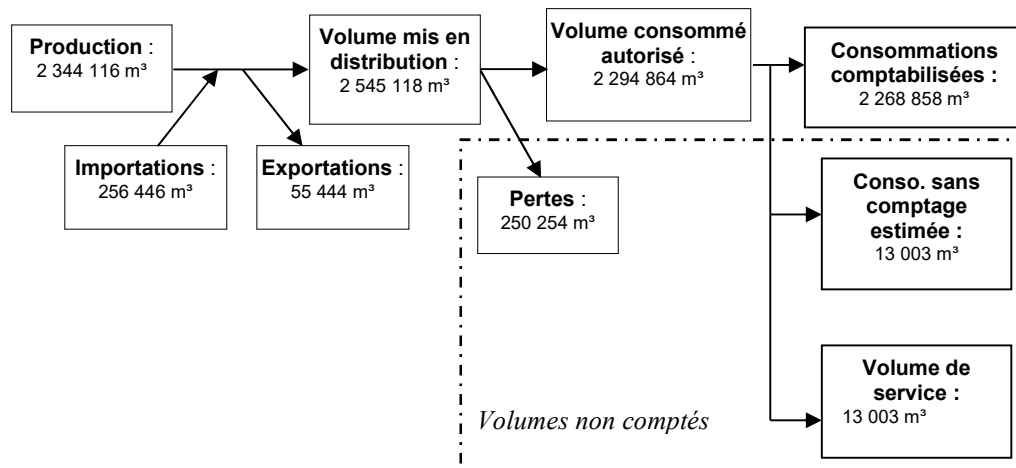 Production :
2 344 116 m³
Volume mis en
distribution :
2 545 118 m³
Volume consommé
autorisé :
2 294 864 m³
Consommations
comptabilisées :
2 268 858 m³
Importations :
256 446 m³
Exportations :
55 444 m³
Pertes :
250 254 m³
Conso. sans
comptage
estimée :
13 003 m³
Volume de
service :
13 003 m³
Volumes non comptés